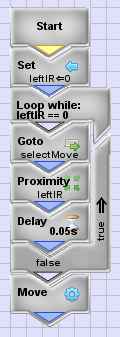 Start
Set
leftIR⇐0
Loop while:
leftIR == 0
Goto
selectMove
Proximity
leftIR
Delay
0.05s
true
false
Move